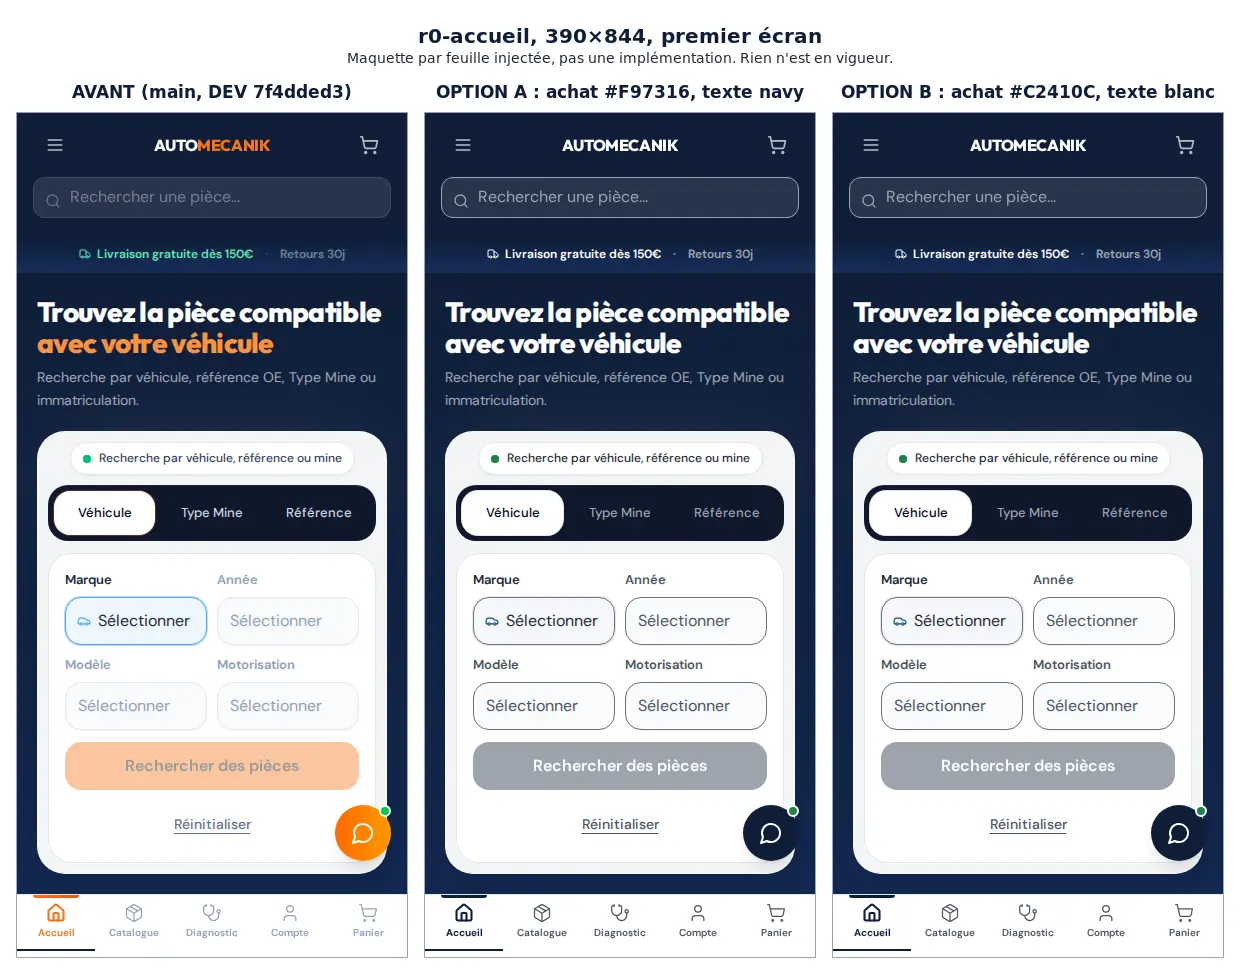 r0-accueil, 390×844, premier écran
Maquette par feuille injectée, pas une implémentation. Rien n'est en vigueur.
AVANT (main, DEV 7f4dded3)
AUTOMECANIK
Rechercher une pièce...
Livraison gratuite dès 150€ · Retours 30j
Trouvez la pièce compatible
avec votre véhicule
Recherche par véhicule, référence OE, Type Mine ou
immatriculation.
Recherche par véhicule, référence ou mine
Véhicule Type Mine Référence
Marque Année
Sélectionner Sélectionner
Modèle Motorisation
Sélectionner Sélectionner
Rechercher des pièces
Réinitialiser
Accueil Catalogue Diagnostic Compte Panier
OPTION A : achat #F97316, texte navy
AUTOMECANIK
Rechercher une pièce...
Livraison gratuite dès 150€ · Retours 30j
Trouvez la pièce compatible
avec votre véhicule
Recherche par véhicule, référence OE, Type Mine ou
immatriculation.
Recherche par véhicule, référence ou mine
Véhicule Type Mine Référence
Marque Année
Sélectionner Sélectionner
Modèle Motorisation
Sélectionner Sélectionner
Rechercher des pièces
Réinitialiser
Accueil Catalogue Diagnostic Compte Panier
OPTION B : achat #C2410C, texte blanc
AUTOMECANIK
Rechercher une pièce...
Livraison gratuite dès 150€ · Retours 30j
Trouvez la pièce compatible
avec votre véhicule
Recherche par véhicule, référence OE, Type Mine ou
immatriculation.
Recherche par véhicule, référence ou mine
Véhicule Type Mine Référence
Marque Année
Sélectionner Sélectionner
Modèle Motorisation
Sélectionner Sélectionner
Rechercher des pièces
Réinitialiser
Accueil Catalogue Diagnostic Compte Panier